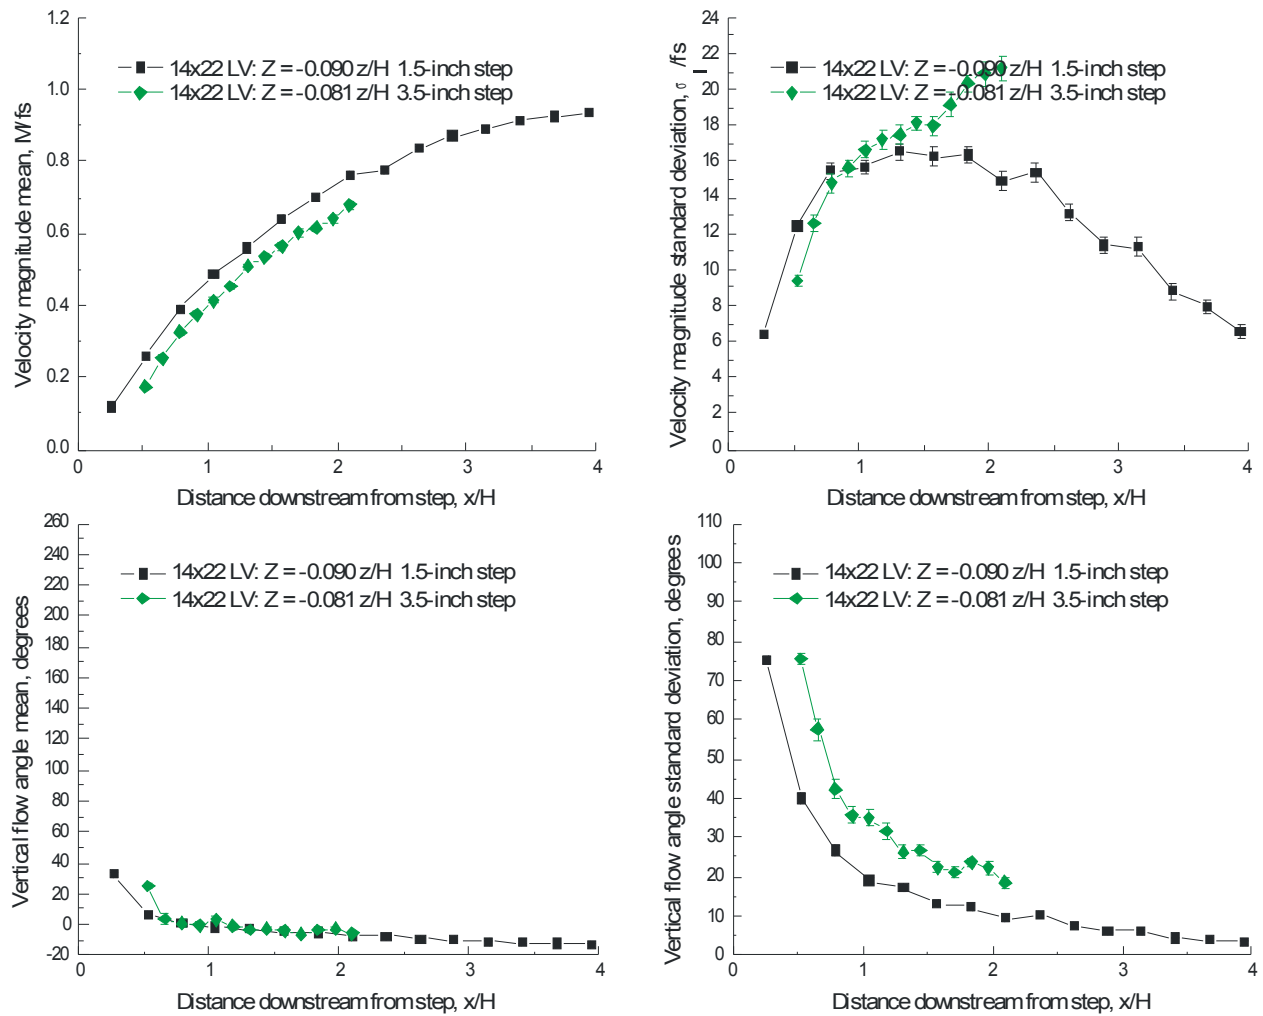 1.2
1.0
0.8
0.6
0.4
0.2
0.0
Velocity magnitude mean, M/fs
14x22 LV: Z = -0.090 z/H 1.5-inch step
14x22 LV: Z = -0.081 z/H 3.5-inch step
0 1 2 3 4
Distance downstream from step, x/H
24
22
20
18
16
14
12
10
8
6
4
2
0
Velocity magnitude standard deviation, σ /fs
14x22 LV: Z = -0.090 z/H 1.5-inch step
14x22 LV: Z = -0.081 z/H 3.5-inch step
0 1 2 3 4
Distance downstream from step, x/H
260
240
220
200
180
160
140
120
100
80
60
40
20
0
-20
Vertical flow angle mean, degrees
14x22 LV: Z = -0.090 z/H 1.5-inch step
14x22 LV: Z = -0.081 z/H 3.5-inch step
0 1 2 3 4
Distance downstream from step, x/H
110
100
90
80
70
60
50
40
30
20
10
0
Vertical flow angle standard deviation, degrees
14x22 LV: Z = -0.090 z/H 1.5-inch step
14x22 LV: Z = -0.081 z/H 3.5-inch step
0 1 2 3 4
Distance downstream from step, x/H